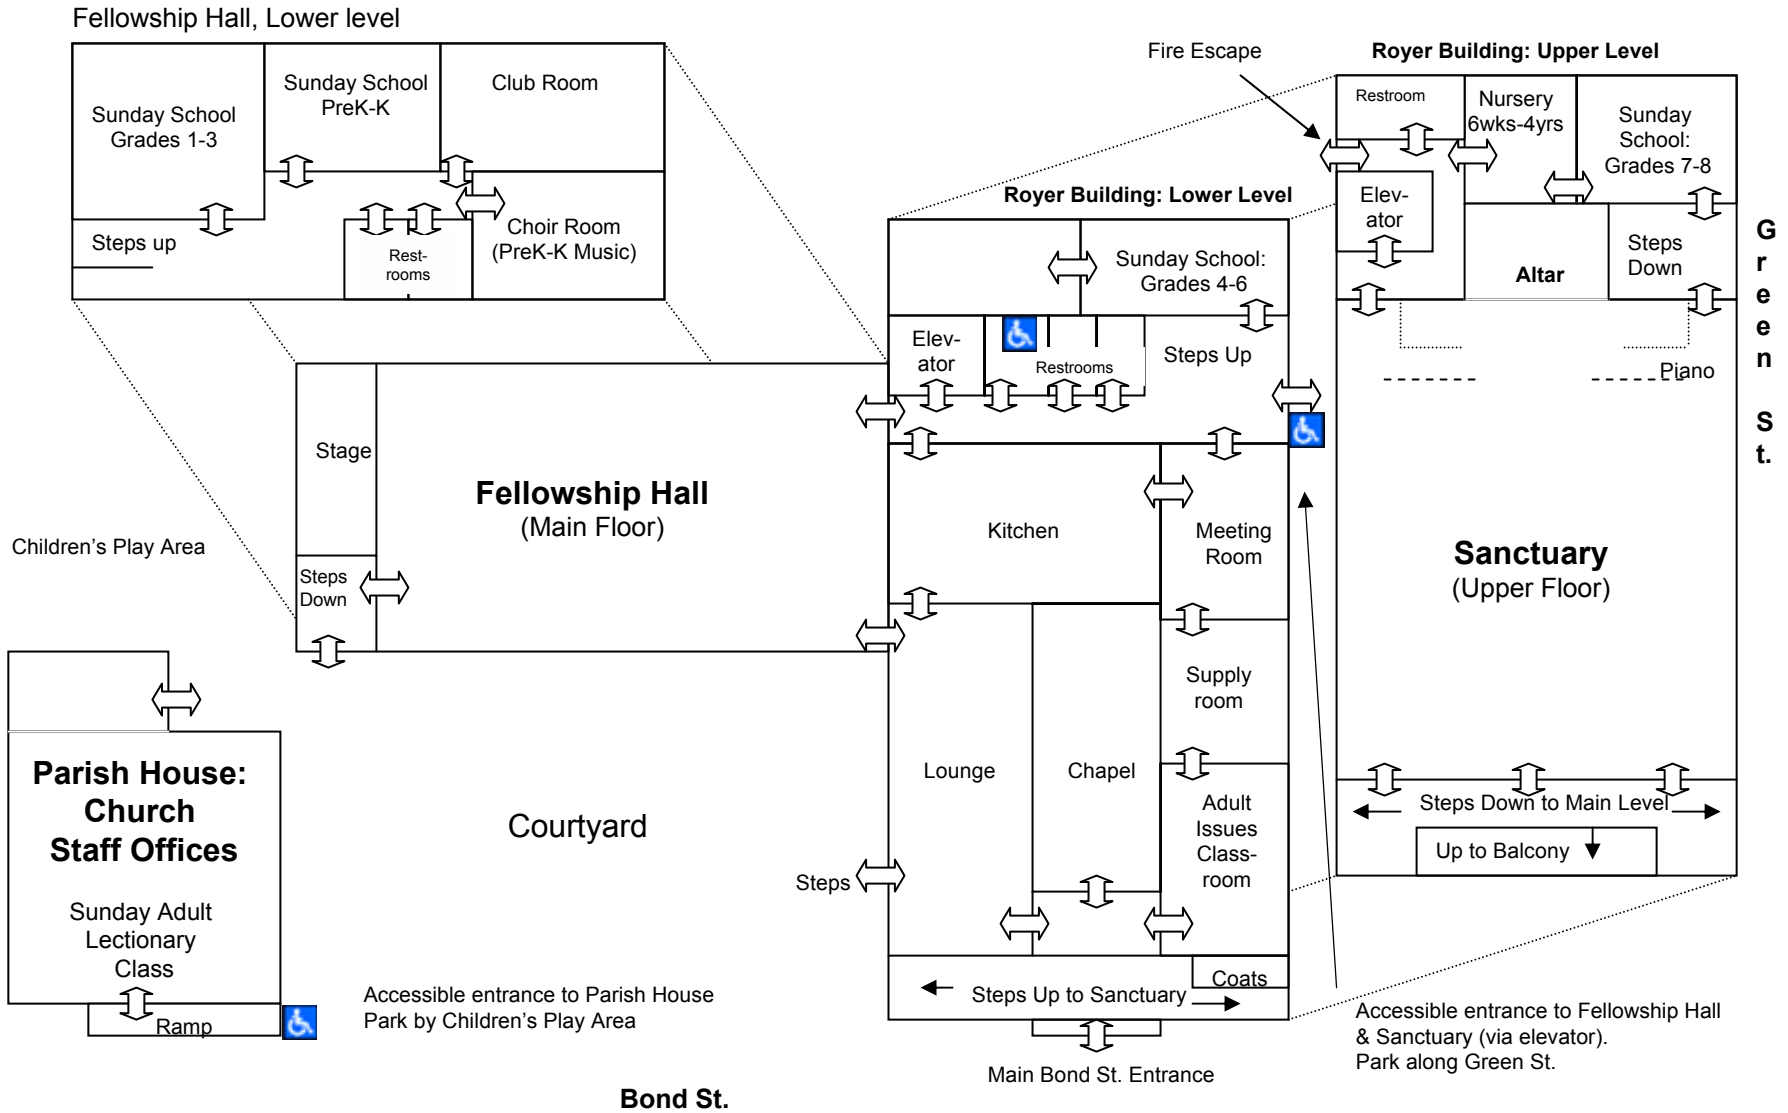 Fellowship Hall, Lower level
Sunday School
Grades 1-3
Sunday School
PreK-K
Club Room
Steps up
Rest-
rooms
Choir Room
(PreK-K Music)
Fire Escape
Royer Building: Upper Level
Restroom
Nursery
6wks-4yrs
Sunday
School:
Grades 7-8
Elev-
ator
Altar
Steps
Down
Piano
Sanctuary
(Upper Floor)
Steps Down to Main Level
Up to Balcony
Green St.
Royer Building: Lower Level
Sunday School:
Grades 4-6
Elev-
ator
Restrooms
Steps Up
Kitchen
Meeting
Room
Supply
room
Lounge
Chapel
Adult
Issues
Class-
room
Coats
Steps Up to Sanctuary
Main Bond St. Entrance
Steps
Stage
Fellowship Hall
(Main Floor)
Steps
Down
Children's Play Area
Courtyard
Parish House:
Church
Staff Offices
Sunday Adult
Lectionary
Class
Ramp
Accessible entrance to Parish House
Park by Children's Play Area
Accessible entrance to Fellowship Hall
& Sanctuary (via elevator).
Park along Green St.
Bond St.